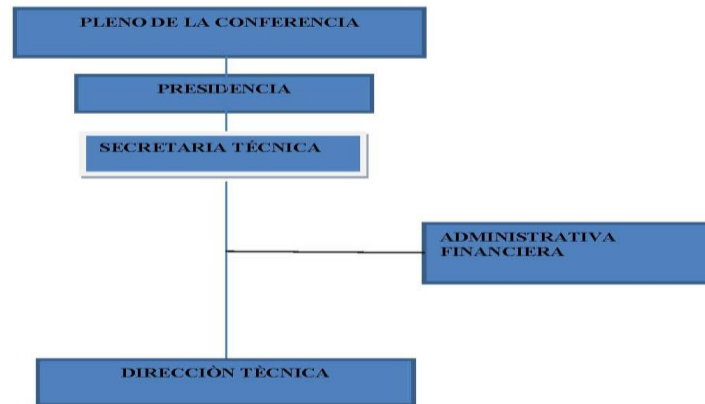 PLENO DE LA CONFERENCIA
PRESIDENCIA
SECRETARIA TÉCNICA
ADMINISTRATIVA
FINANCIERA
DIRECCIÒN TÈCNICA